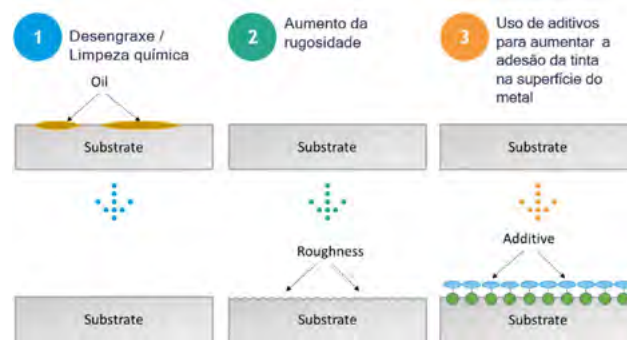 1
Desengraxe /
Limpeza química
Oil
Substrate
Substrate
2
Aumento da
rugosidade
Substrate
Roughness
Substrate
3
Uso de aditivos
para aumentar a
adesão da tinta
na superfície do
metal
Substrate
Additive
Substrate